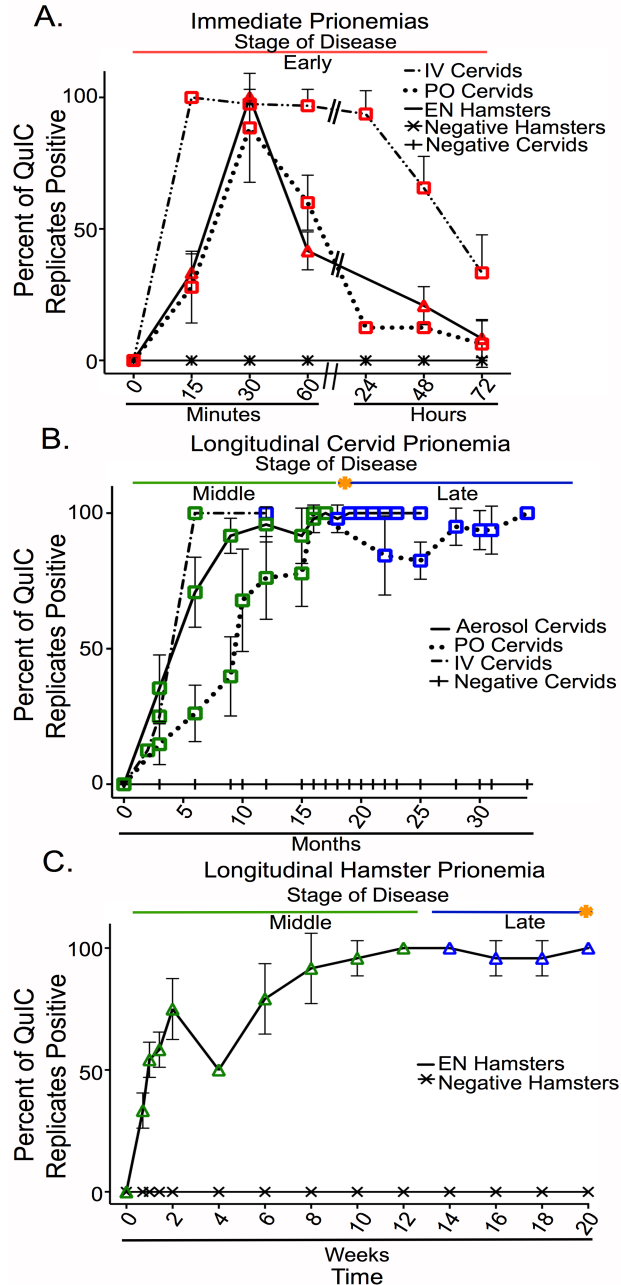 A.
Immediate Prionemias
Stage of Disease
Early
IV Cervids
PO Cervids
EN Hamsters
Negative Hamsters
Negative Cervids
Percent of QuIC
Replicates Positive
100
50
0
0 15 30 60 24 48 72
Minutes Hours
B.
Longitudinal Cervid Prionemia
Stage of Disease
Middle Late
Aerosol Cervids
PO Cervids
IV Cervids
Negative Cervids
Percent of QuIC
Replicates Positive
100
50
0
0 5 10 15 20 25 30
Months
C.
Longitudinal Hamster Prionemia
Stage of Disease
Middle Late
EN Hamsters
Negative Hamsters
Percent of QuIC
Replicates Positive
100
50
0
0 2 4 6 8 10 12 14 16 18 20
Weeks
Time